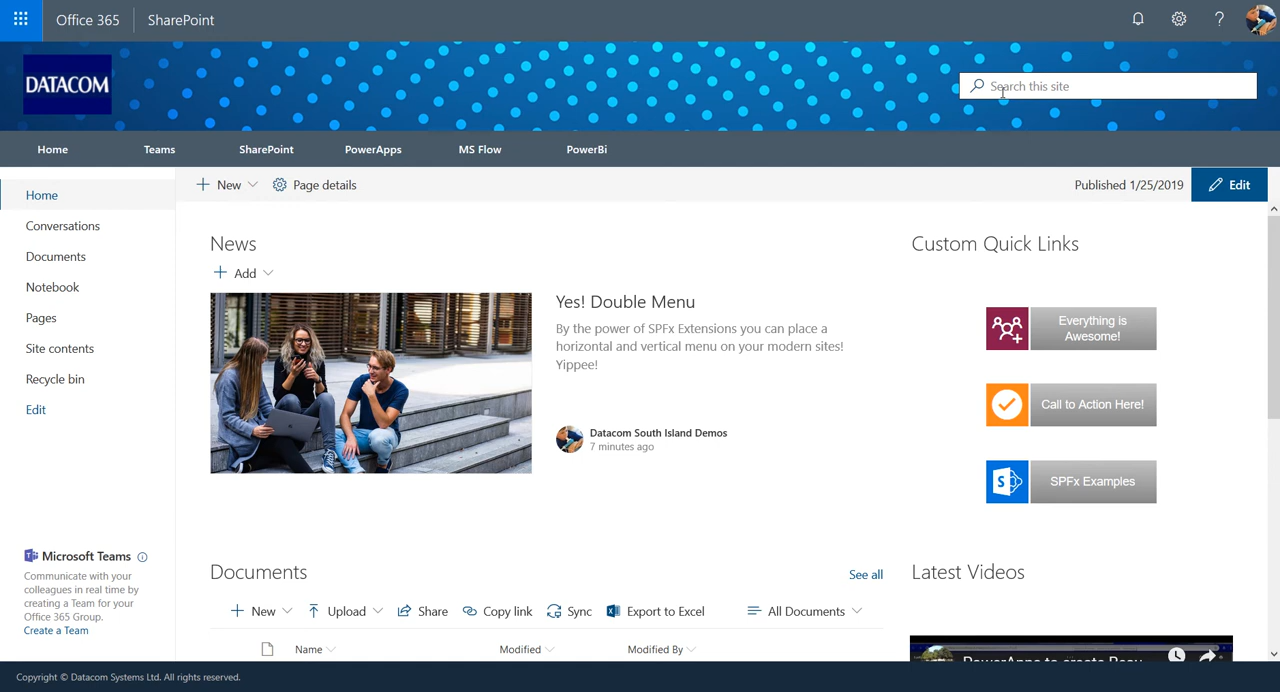 Office 365
SharePoint
DATACOM
Search this site
Home
Teams
SharePoint
PowerApps
MS Flow
PowerBi
Home
Conversations
Documents
Notebook
Pages
Site contents
Recycle bin
Edit
Microsoft Teams
Communicate with your
colleagues in real time by
creating a Team for your
Office 365 Group.
Create a Team
New
Page details
Published 1/25/2019
Edit
News
Add
Yes! Double Menu
By the power of SPFx Extensions you can place a
horizontal and vertical menu on your modern sites!
Yippee!
Datacom South Island Demos
7 minutes ago
Custom Quick Links
Everything is
Awesome!
Call to Action Here!
SPFx Examples
Documents
See all
New
Upload
Share
Copy link
Sync
Export to Excel
All Documents
Name
Modified
Modified By
Latest Videos
PowerApps to create
Copyright © Datacom Systems Ltd. All rights reserved.